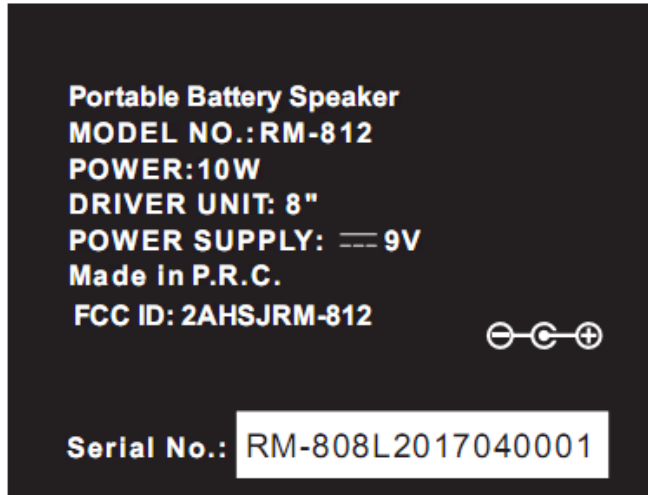 Portable Battery Speaker
MODEL NO.:RM-812
POWER:10W
DRIVER UNIT: 8"
POWER SUPPLY: ⎓ 9V
Made in P.R.C.
FCC ID: 2AHSJRM-812
Serial No.: RM-808L2017040001